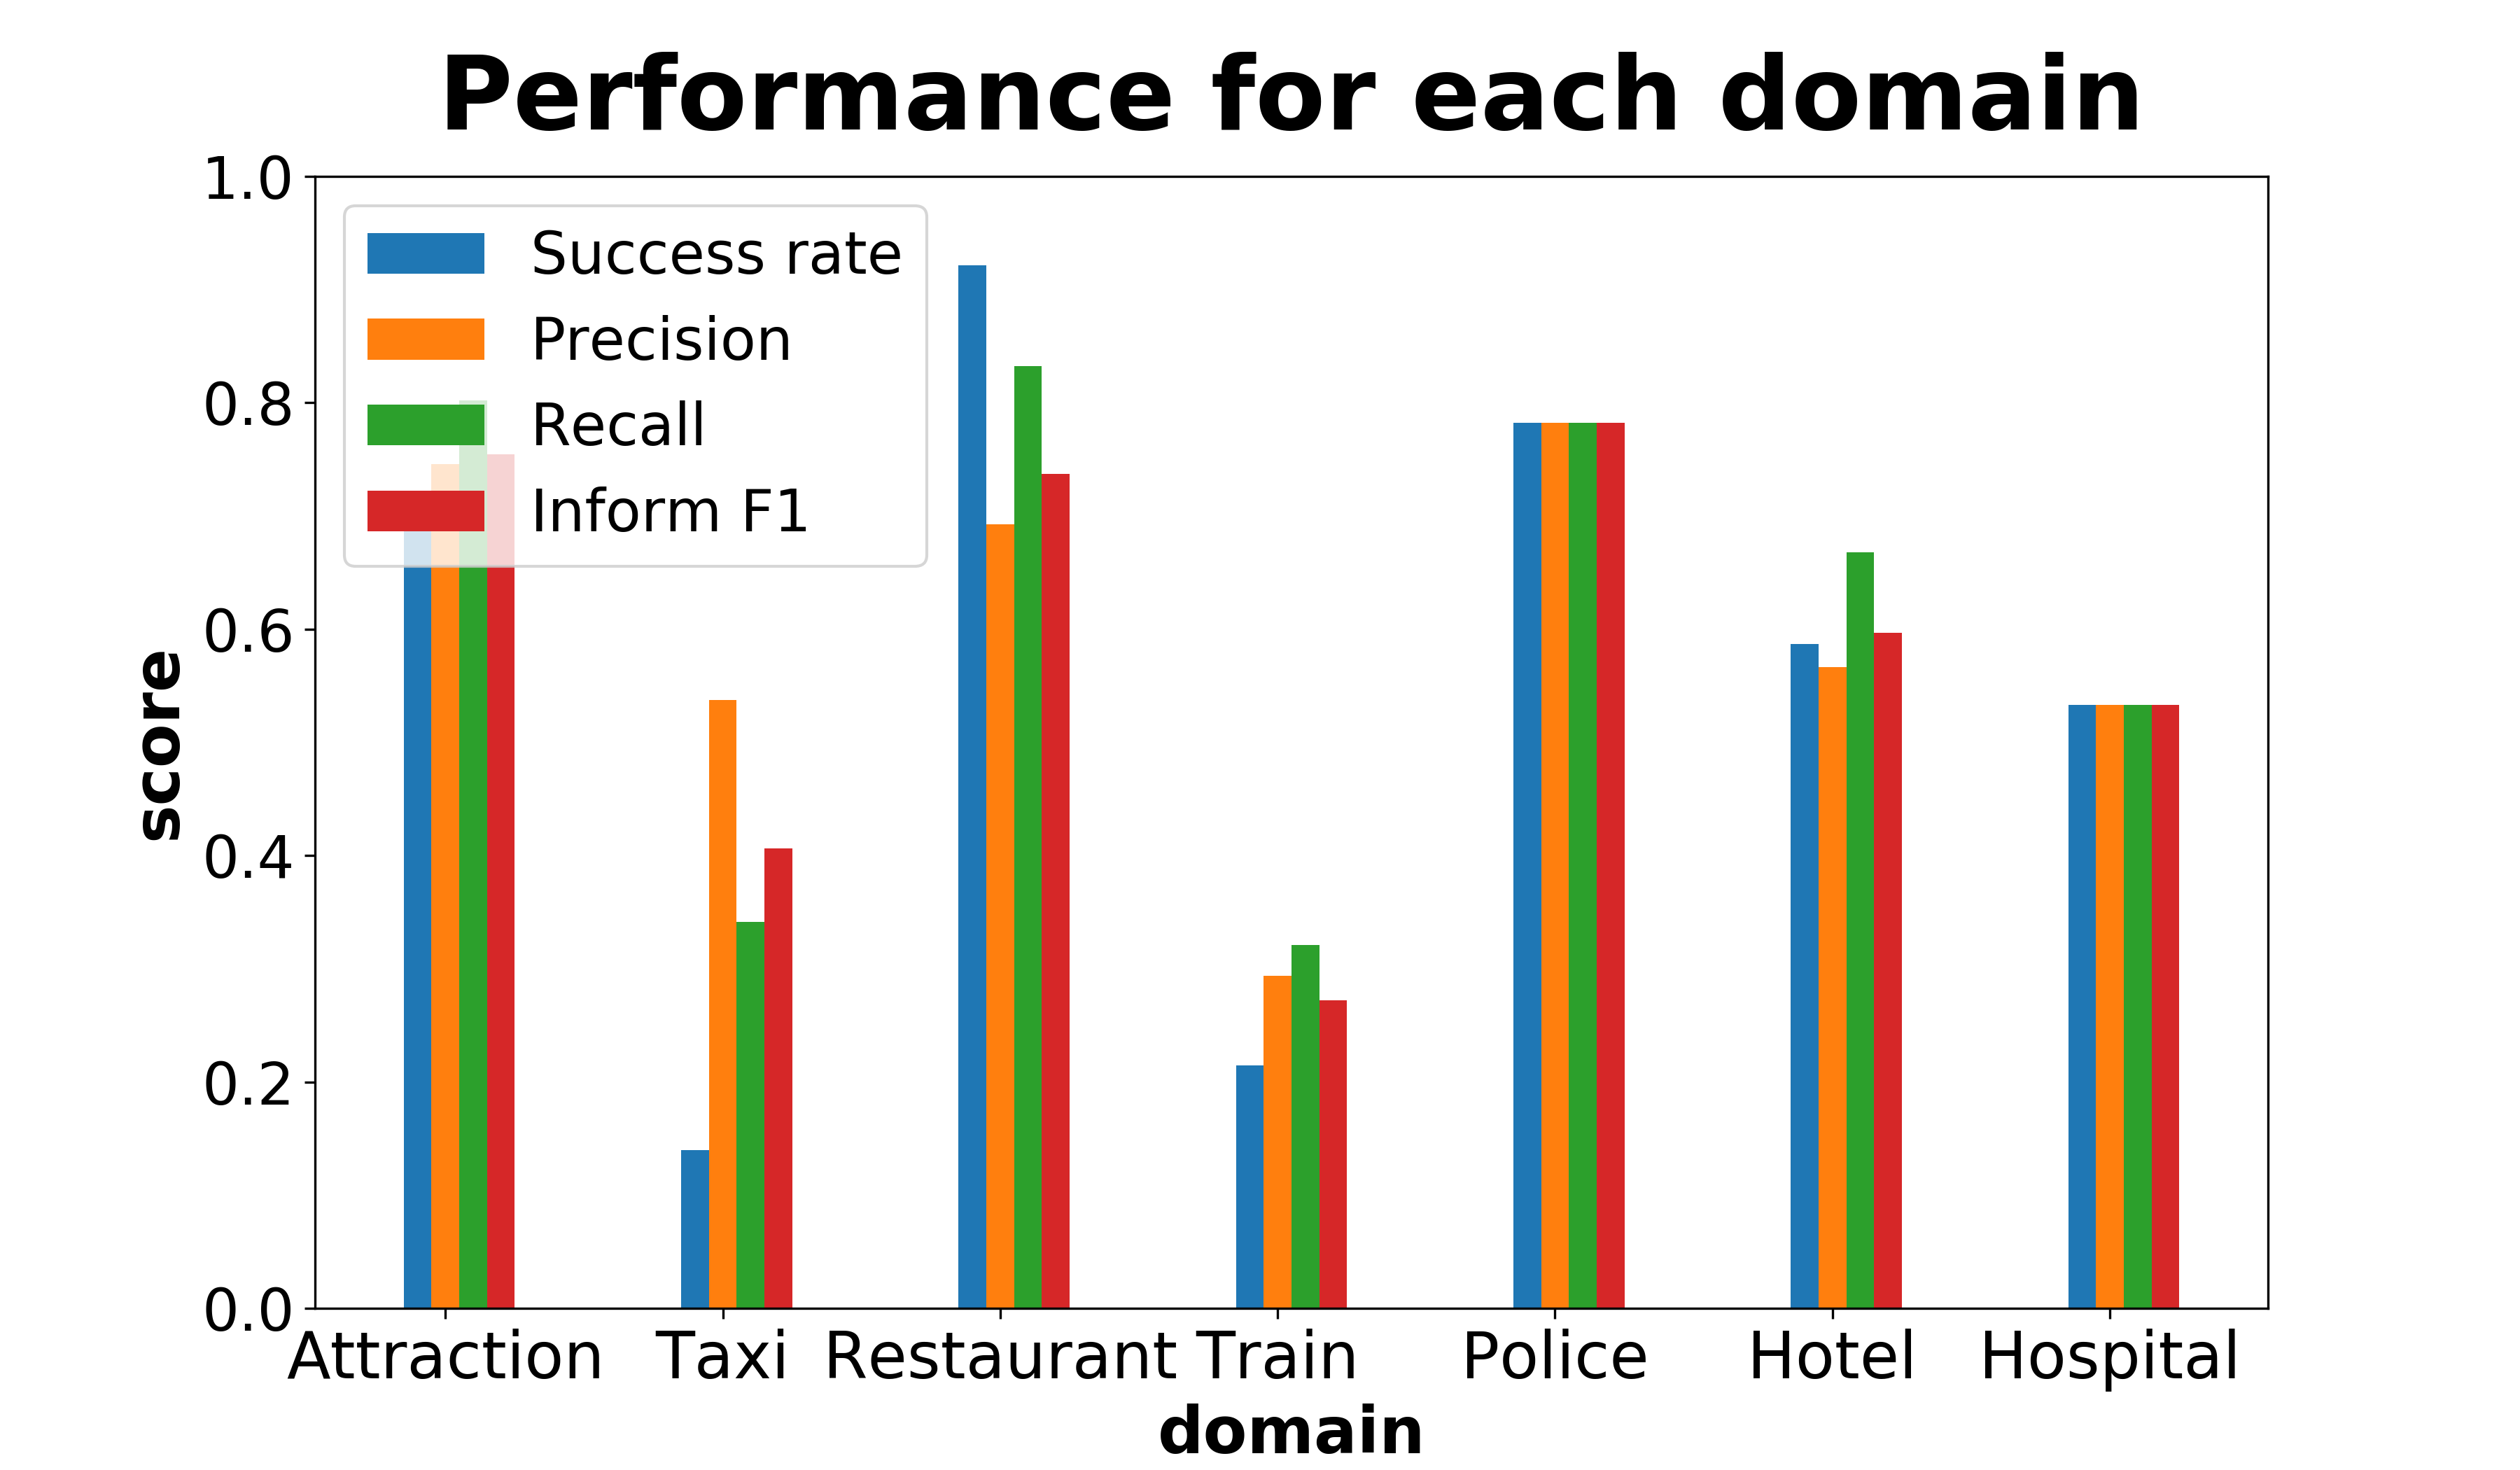 Performance for each domain
1.0
0.8
0.6
0.4
0.2
0.0
score
Success rate
Precision
Recall
Inform F1
Attraction Taxi Restaurant Train Police Hotel Hospital
domain